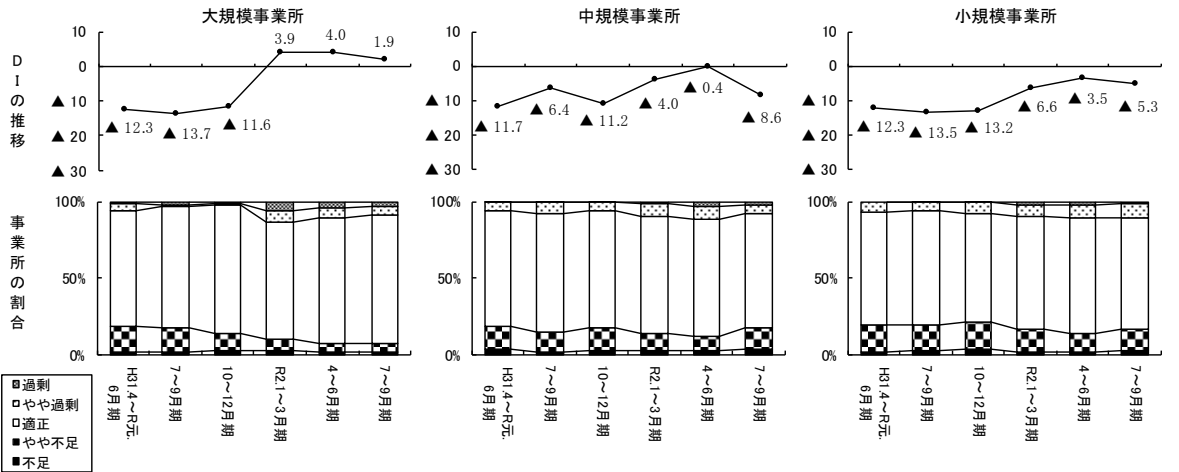 大規模事業所
中規模事業所
小規模事業所
DIの推移
10
0
▲ 10
▲ 20
▲ 30
3.9
4.0
1.9
▲ 12.3
▲ 13.7
▲ 11.6
10
0
▲ 10
▲ 20
▲ 30
▲ 11.7
▲ 6.4
▲ 11.2
▲ 4.0
▲ 0.4
▲ 8.6
10
0
▲ 10
▲ 20
▲ 30
▲ 12.3
▲ 13.5
▲ 13.2
▲ 6.6
▲ 3.5
▲ 5.3
事業所の割合
100%
50%
0%
100%
50%
0%
100%
50%
0%
H31.4～R元.
6月期
7～9月期
10～12月期
R2.1～3月期
4～6月期
7～9月期
H31.4～R元.
6月期
7～9月期
10～12月期
R2.1～3月期
4～6月期
7～9月期
H31.4～R元.
6月期
7～9月期
10～12月期
R2.1～3月期
4～6月期
7～9月期
過剰
やや過剰
適正
やや不足
不足